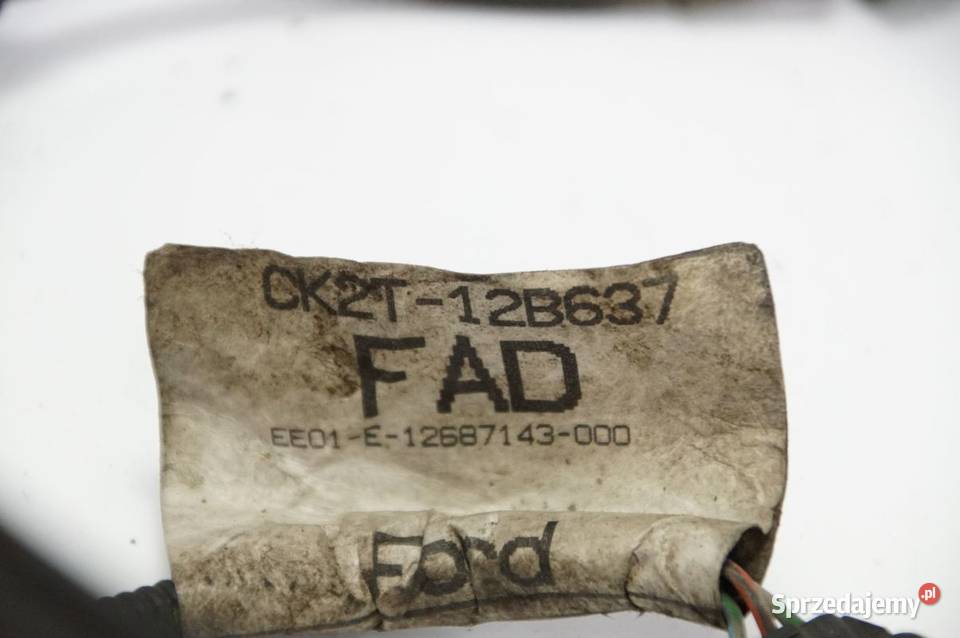 CK2T-12B637
FAD
EE01-E-12687143-000
Ford
Sprzedajemy.pl